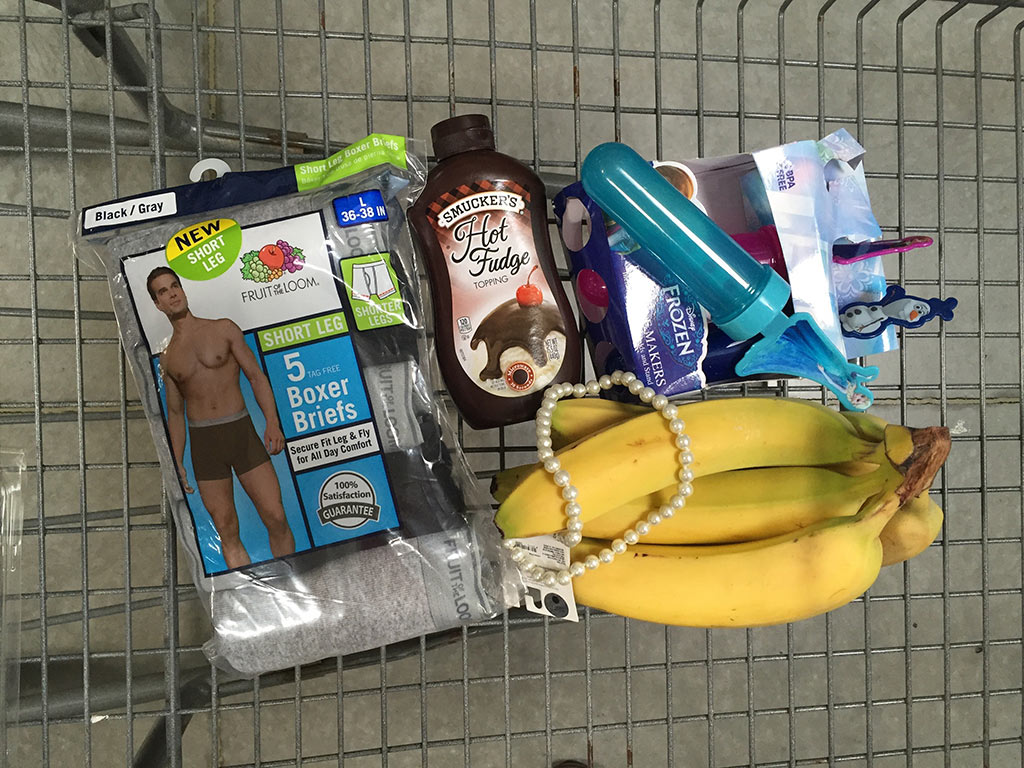 Black / Gray
Short Leg Boxer Briefs
L
36-38 IN
NEW
SHORT
LEG
FRUIT OF THE LOOM®
SHORTER
LEGS
SHORT LEG
5 TAG FREE
Boxer
Briefs
Secure Fit Leg & Fly
for All Day Comfort
100%
Satisfaction
GUARANTEE
SMUCKER'S
Hot
Fudge
TOPPING
BPA
FREE
Disney
FROZEN
MAKERS